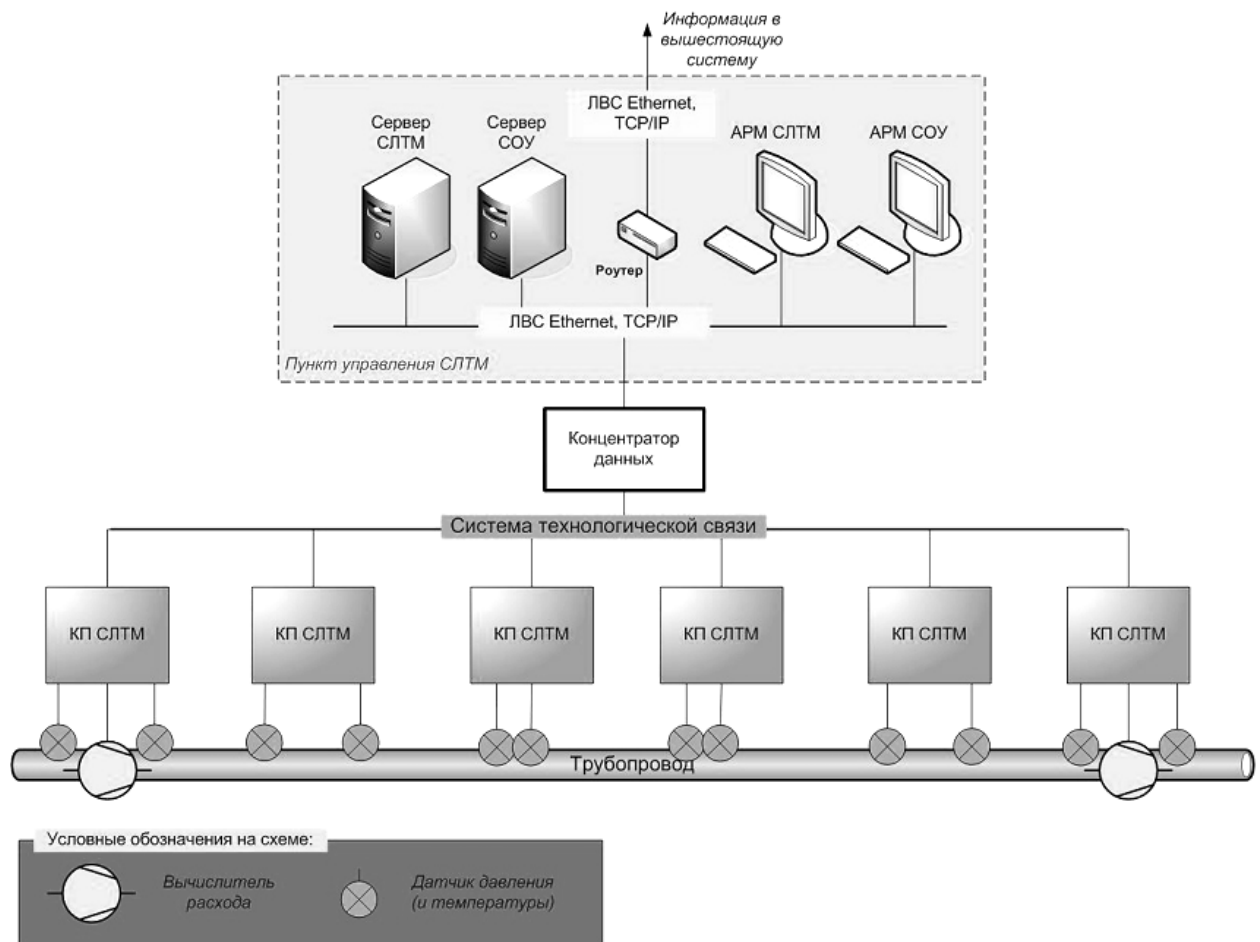 Информация в
вышестоящую
систему
ЛВС Ethernet,
TCP/IP
Сервер
СЛТМ
Сервер
СОУ
АРМ СЛТМ
АРМ СОУ
Роутер
ЛВС Ethernet, TCP/IP
Пункт управления СЛТМ
Концентратор
данных
Система технологической связи
КП СЛТМ
КП СЛТМ
КП СЛТМ
КП СЛТМ
КП СЛТМ
КП СЛТМ
Трубопровод
Условные обозначения на схеме:
Вычислитель
расхода
Датчик давления
(и температуры)